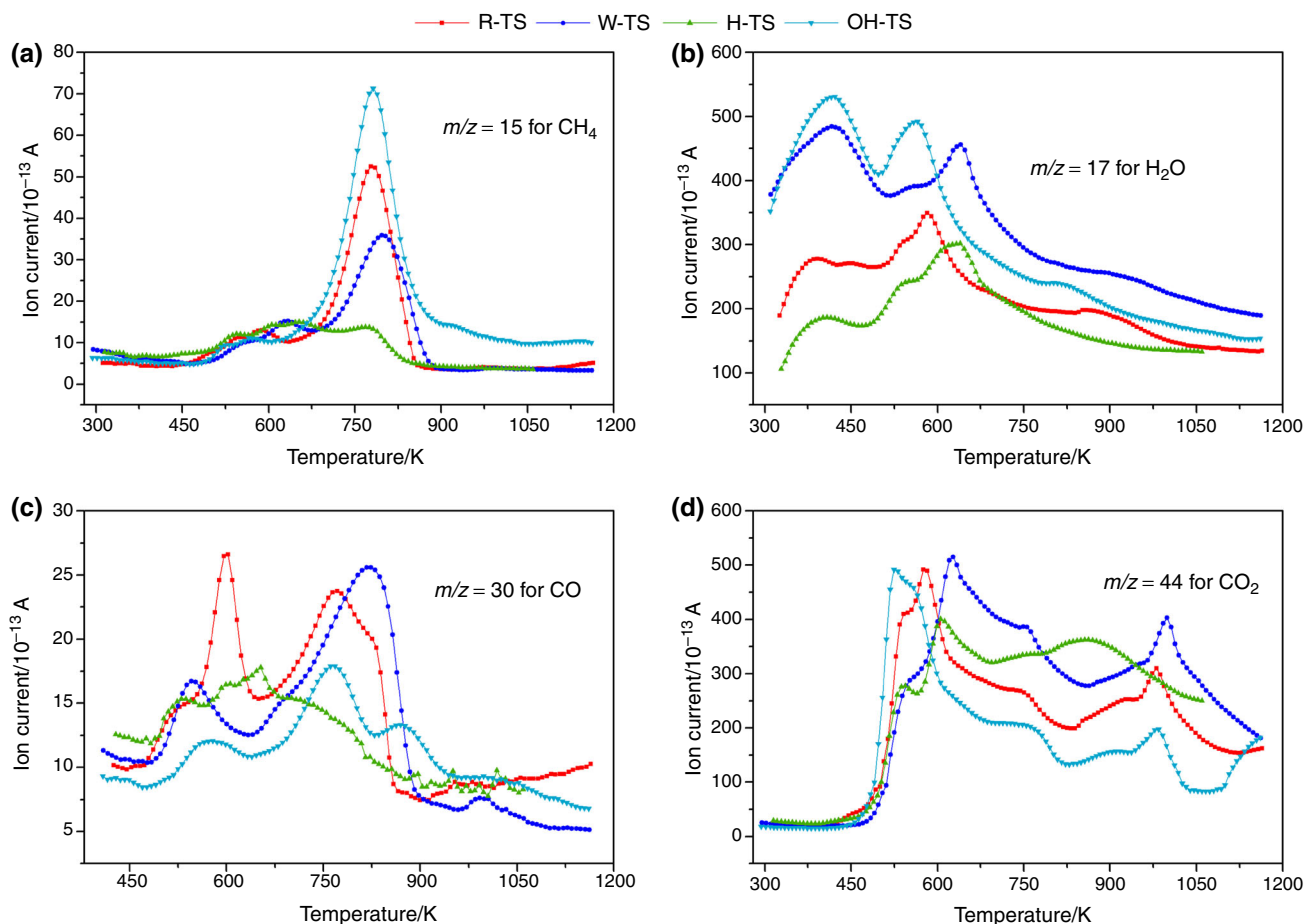 R-TS W-TS H-TS OH-TS
(a)
80
70
60
50
40
30
20
10
0
Ion current/10⁻¹³ A
m/z = 15 for CH₄
300 450 600 750 900 1050 1200
Temperature/K
(b)
600
500
400
300
200
100
Ion current/10⁻¹³ A
m/z = 17 for H₂O
300 450 600 750 900 1050 1200
Temperature/K
(c)
30
25
20
15
10
5
Ion current/10⁻¹³ A
m/z = 30 for CO
450 600 750 900 1050 1200
Temperature/K
(d)
600
500
400
300
200
100
0
Ion current/10⁻¹³ A
m/z = 44 for CO₂
300 450 600 750 900 1050 1200
Temperature/K